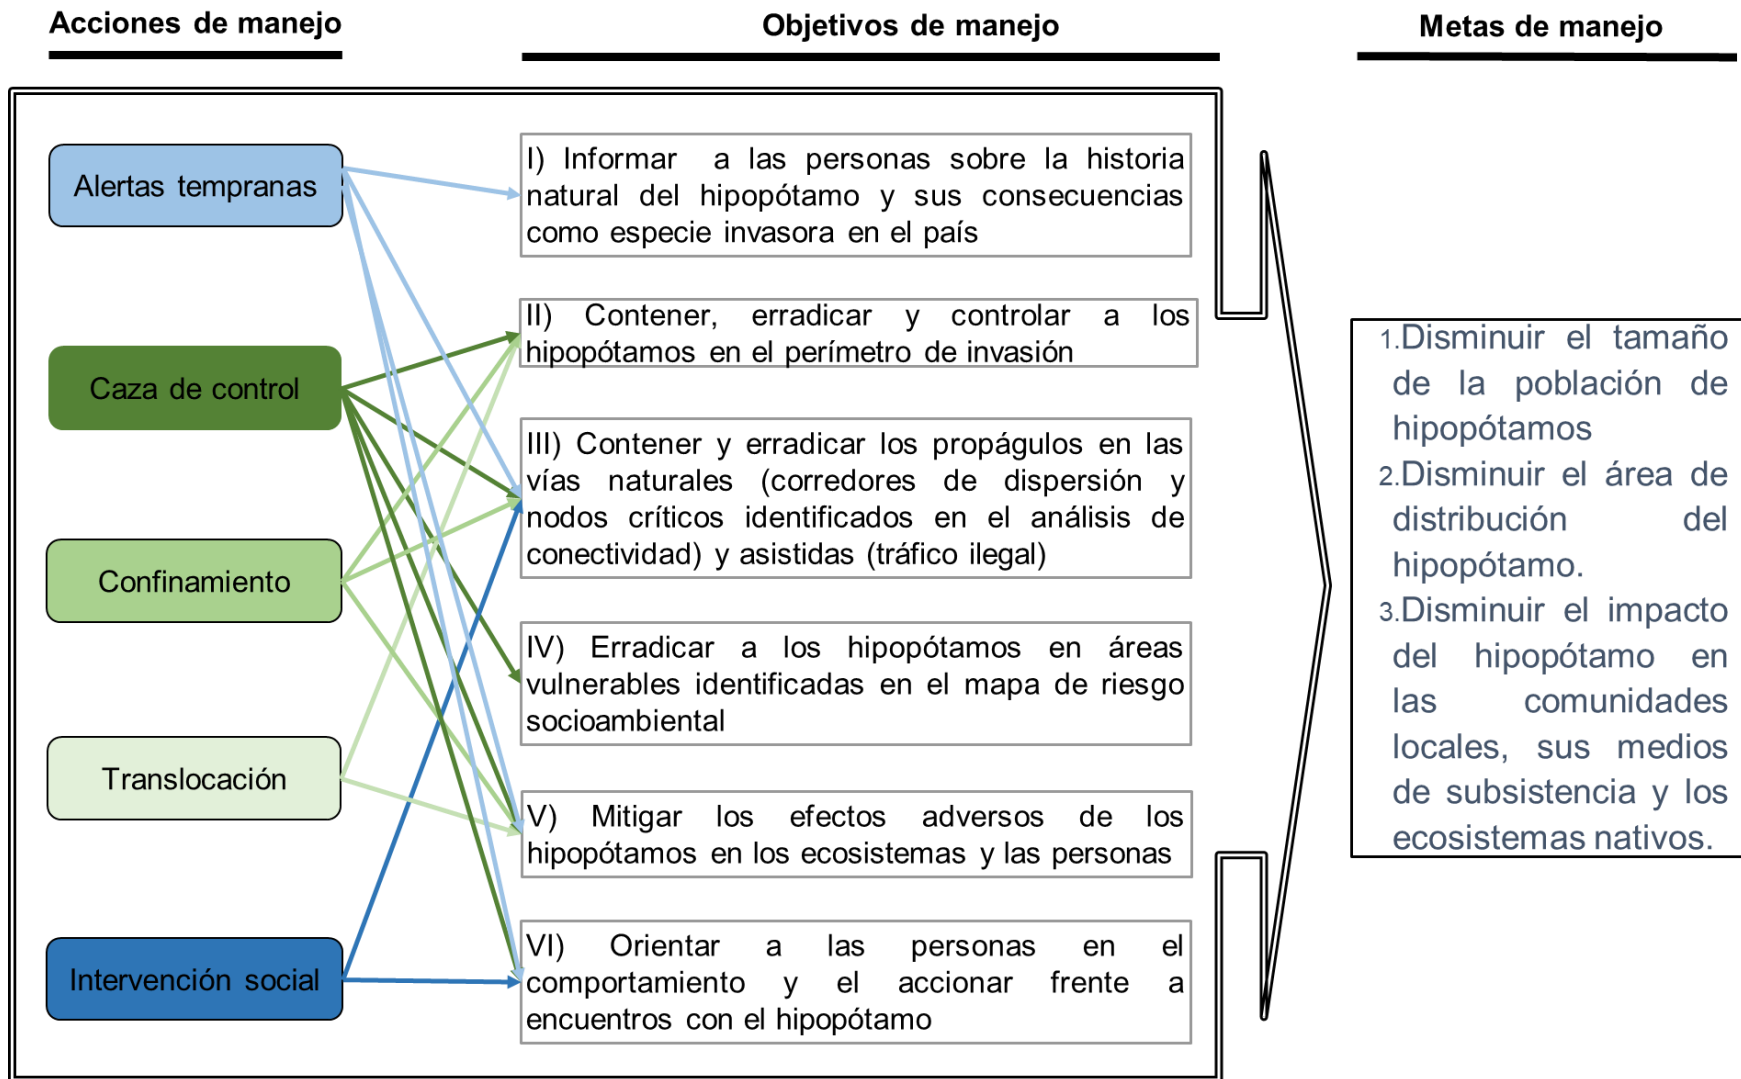 Acciones de manejo
Objetivos de manejo
Metas de manejo
Alertas tempranas
Caza de control
Confinamiento
Translocación
Intervención social
I) Informar a las personas sobre la historia
natural del hipopótamo y sus consecuencias
como especie invasora en el país
II) Contener, erradicar y controlar a los
hipopótamos en el perímetro de invasión
III) Contener y erradicar los propágulos en las
vías naturales (corredores de dispersión y
nodos críticos identificados en el análisis de
conectividad) y asistidas (tráfico ilegal)
IV) Erradicar a los hipopótamos en áreas
vulnerables identificadas en el mapa de riesgo
socioambiental
V) Mitigar los efectos adversos de los
hipopótamos en los ecosistemas y las personas
VI) Orientar a las personas en el
comportamiento y el accionar frente a
encuentros con el hipopótamo
1.Disminuir el tamaño
de la población de
hipopótamos
2.Disminuir el área de
distribución del
hipopótamo.
3.Disminuir el impacto
del hipopótamo en
las comunidades
locales, sus medios
de subsistencia y los
ecosistemas nativos.